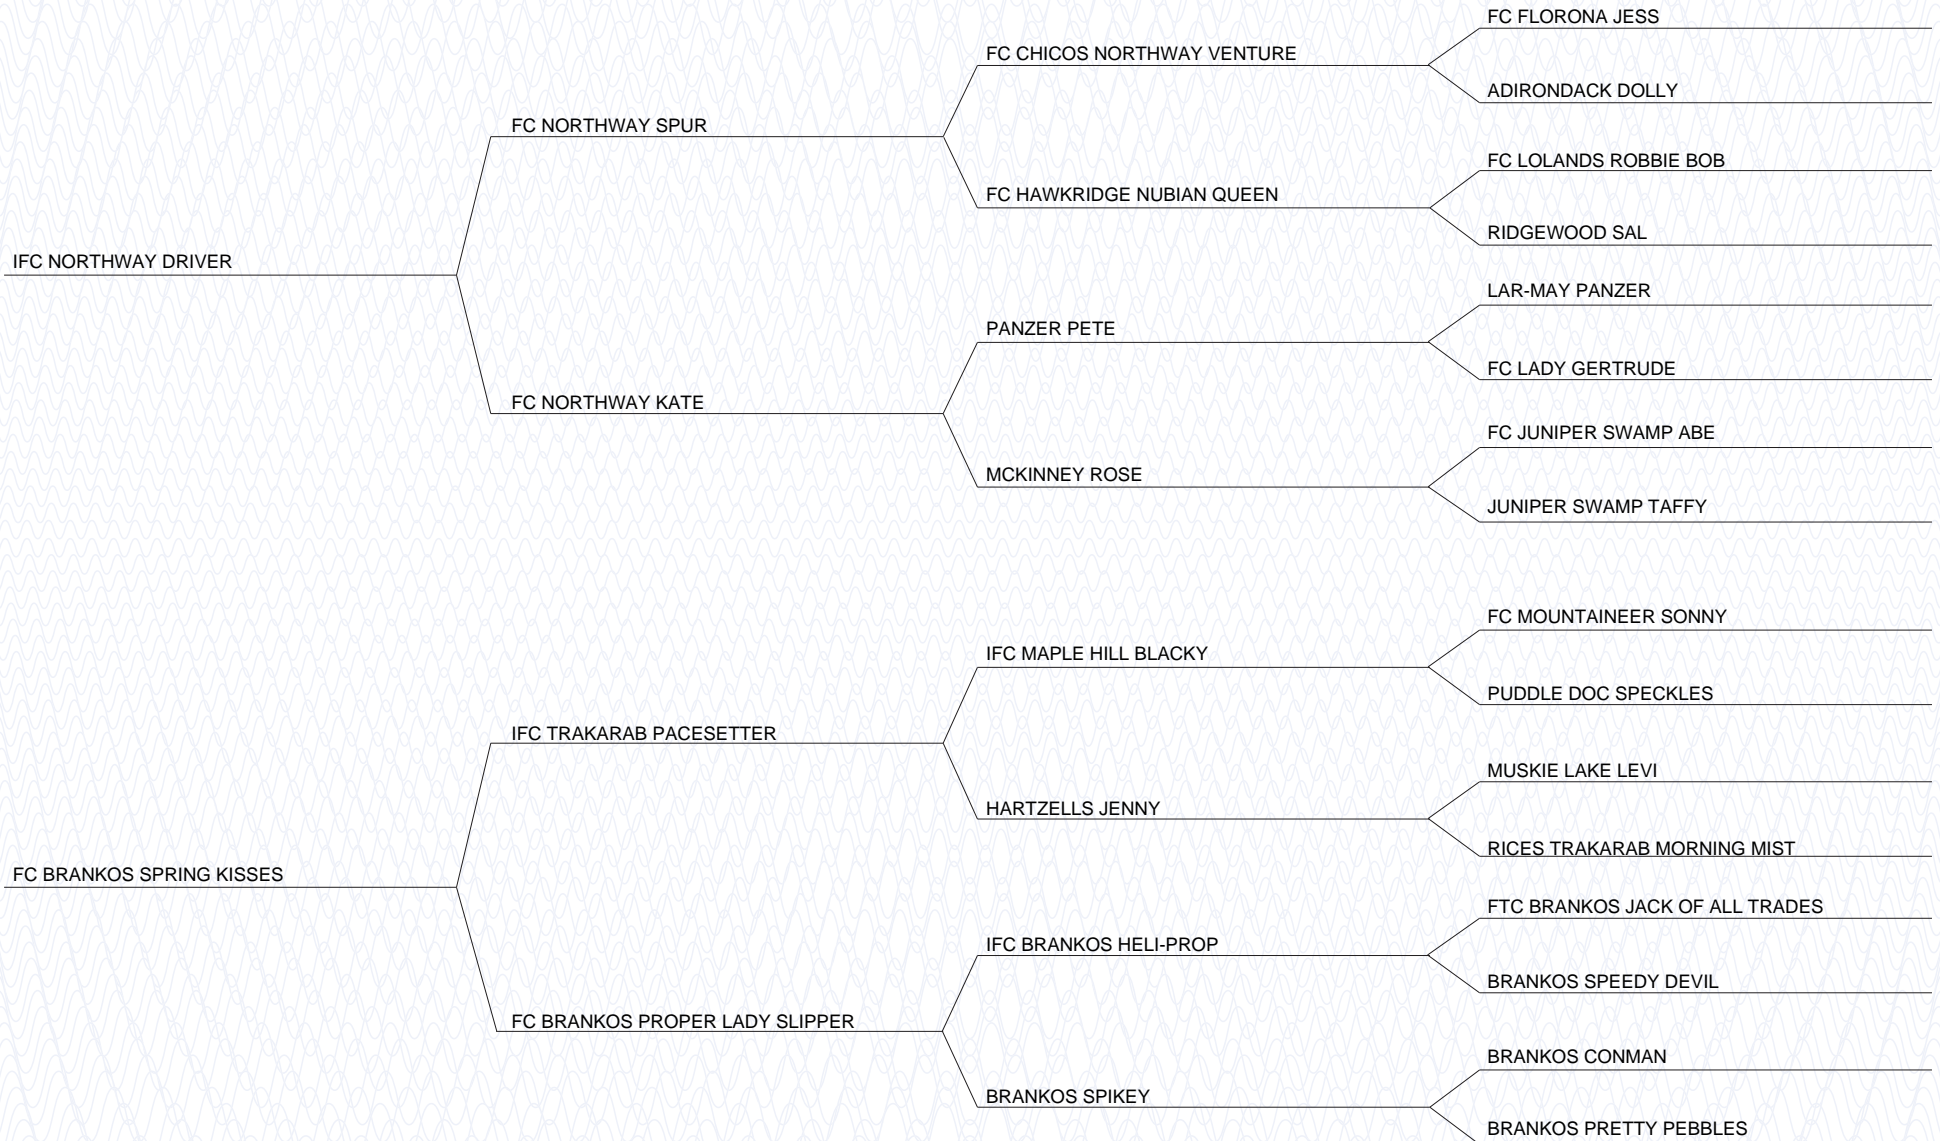 FC FLORONA JESS
FC CHICOS NORTHWAY VENTURE
ADIRONDACK DOLLY
FC NORTHWAY SPUR
FC LOLANDS ROBBIE BOB
FC HAWKRIDGE NUBIAN QUEEN
RIDGEWOOD SAL
IFC NORTHWAY DRIVER
LAR-MAY PANZER
PANZER PETE
FC LADY GERTRUDE
FC NORTHWAY KATE
FC JUNIPER SWAMP ABE
MCKINNEY ROSE
JUNIPER SWAMP TAFFY
FC MOUNTAINEER SONNY
IFC MAPLE HILL BLACKY
PUDDLE DOC SPECKLES
IFC TRAKARAB PACESETTER
MUSKIE LAKE LEVI
HARTZELLS JENNY
RICES TRAKARAB MORNING MIST
FC BRANKOS SPRING KISSES
FTC BRANKOS JACK OF ALL TRADES
IFC BRANKOS HELI-PROP
BRANKOS SPEEDY DEVIL
FC BRANKOS PROPER LADY SLIPPER
BRANKOS CONMAN
BRANKOS SPIKEY
BRANKOS PRETTY PEBBLES